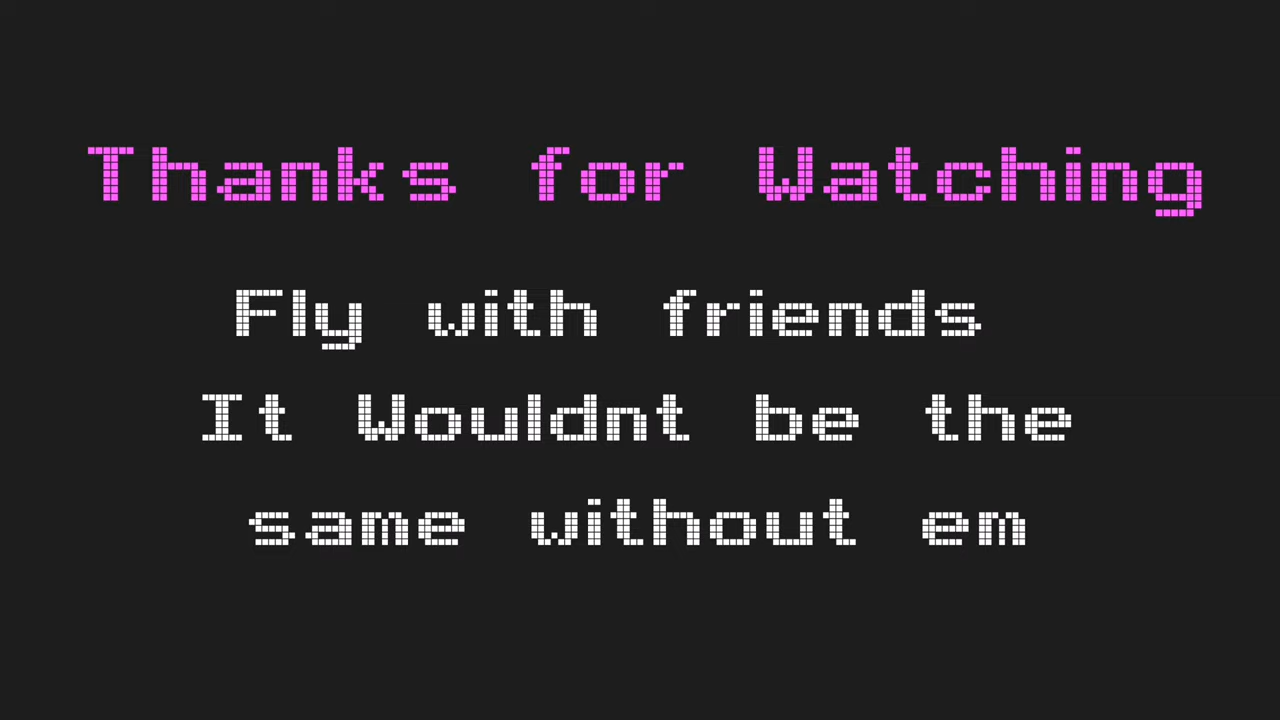 Thanks for Watching
Fly with friends
It Wouldnt be the
same without em